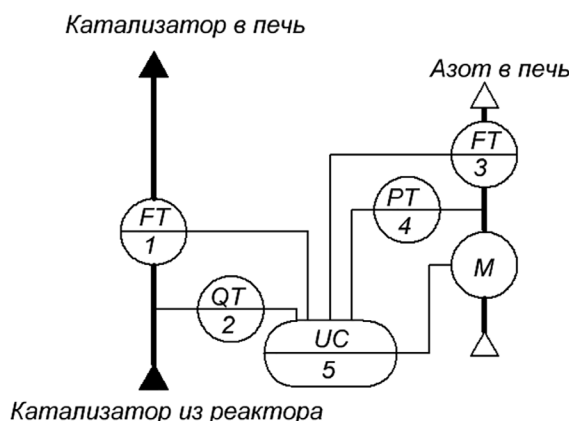 Катализатор в печь
Азот в печь
FT
3
PT
4
FT
1
M
QT
2
UC
5
Катализатор из реактора